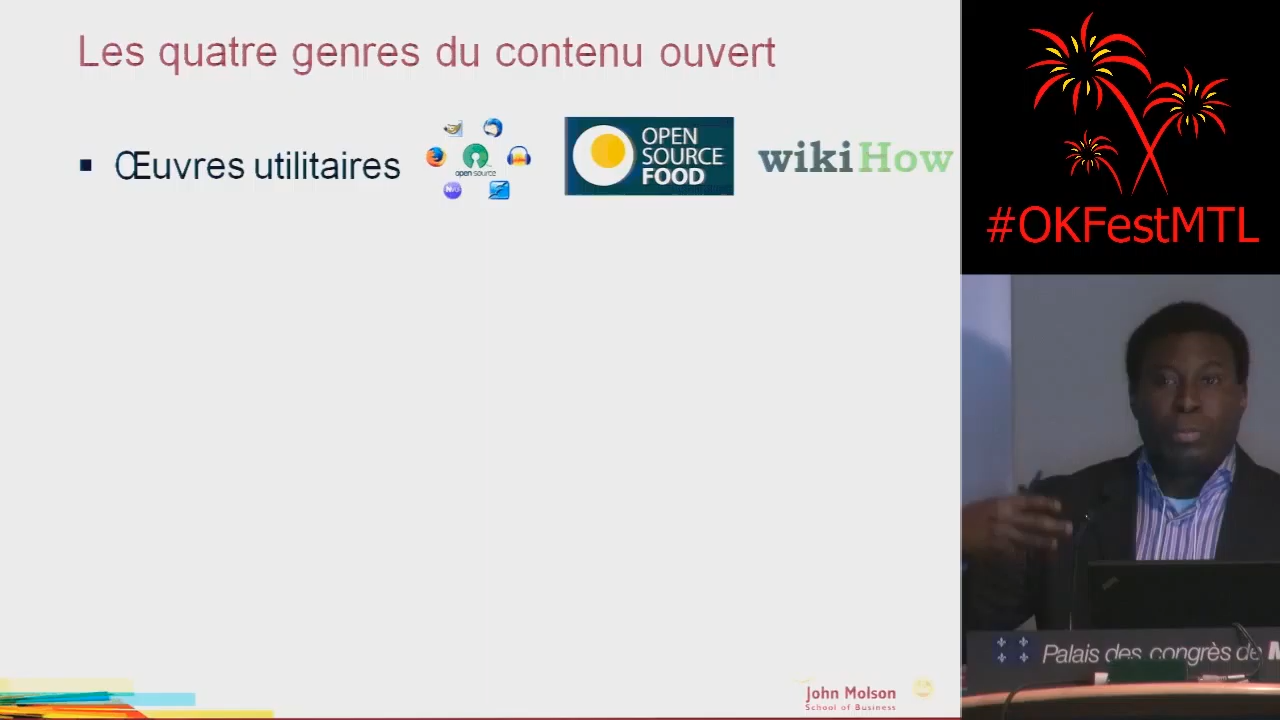 Les quatre genres du contenu ouvert
Œuvres utilitaires
open source
OPEN
SOURCE
FOOD
wikiHow
#OKFestMTL
Palais des congrès de M
John Molson
School of Business